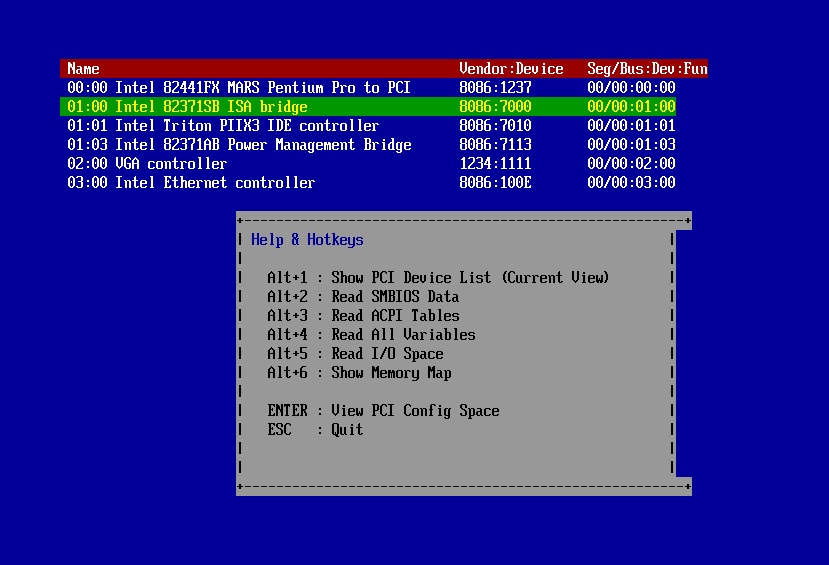 Name Vendor:Device Seg/Bus:Dev:Fun
00:00 Intel 82441FX MARS Pentium Pro to PCI 8086:1237 00/00:00:00
01:00 Intel 82371SB ISA bridge 8086:7000 00/00:01:00
01:01 Intel Triton PIIX3 IDE controller 8086:7010 00/00:01:01
01:03 Intel 82371AB Power Management Bridge 8086:7113 00/00:01:03
02:00 VGA controller 1234:1111 00/00:02:00
03:00 Intel Ethernet controller 8086:100E 00/00:03:00
Help & Hotkeys
Alt+1 : Show PCI Device List (Current View)
Alt+2 : Read SMBIOS Data
Alt+3 : Read ACPI Tables
Alt+4 : Read All Variables
Alt+5 : Read I/O Space
Alt+6 : Show Memory Map
ENTER : View PCI Config Space
ESC : Quit